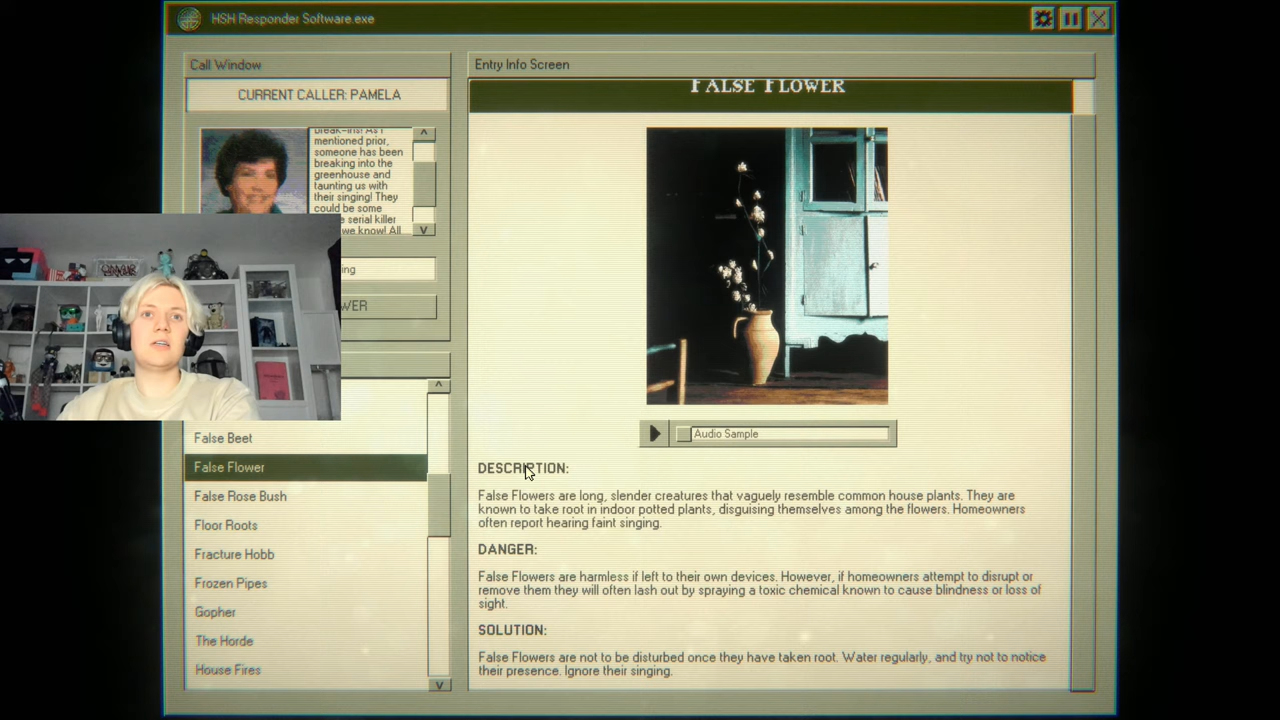 HSH Responder Software.exe
Call Window
CURRENT CALLER: PAMELA
break-ins! As I
mentioned prior,
someone has been
breaking into the
greenhouse and
taunting us with
their singing! They
could be some
serial killer
we know! All
ing
WER
False Beet
False Flower
False Rose Bush
Floor Roots
Fracture Hobb
Frozen Pipes
Gopher
The Horde
House Fires
Entry Info Screen
FALSE FLOWER
Audio Sample
DESCRIPTION:
False Flowers are long, slender creatures that vaguely resemble common house plants. They are
known to take root in indoor potted plants, disguising themselves among the flowers. Homeowners
often report hearing faint singing.
DANGER:
False Flowers are harmless if left to their own devices. However, if homeowners attempt to disrupt or
remove them they will often lash out by spraying a toxic chemical known to cause blindness or loss of
sight.
SOLUTION:
False Flowers are not to be disturbed once they have taken root. Water regularly, and try not to notice
their presence. Ignore their singing.